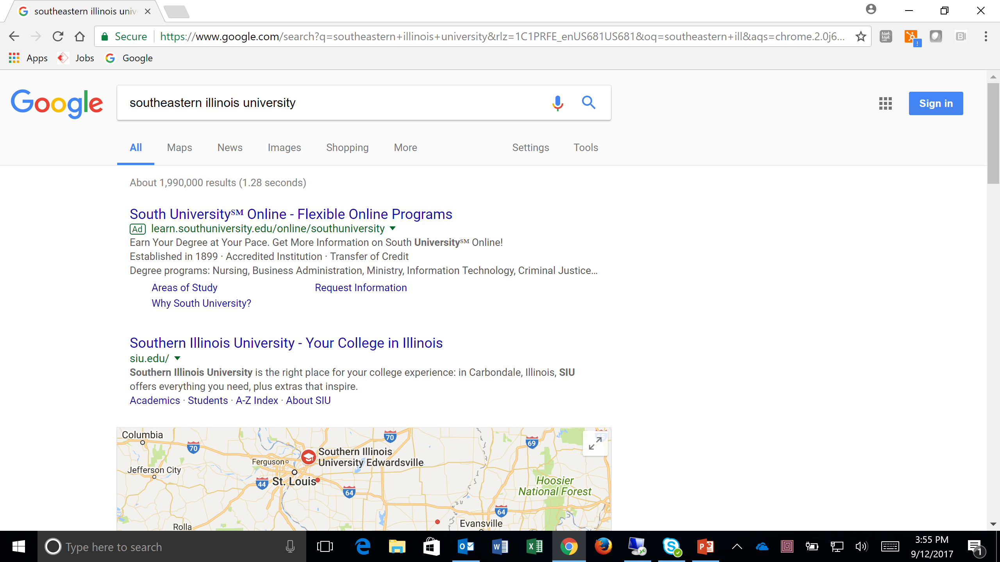 southeastern illinois univ
Secure https://www.google.com/search?q=southeastern+illinois+university&rlz=1C1PRFE_enUS681US681&oq=southeastern+ill&aqs=chrome.2.0j6...
Nok Nok LABS
!
B
Apps Jobs Google
Google
southeastern illinois university
Sign in
All Maps News Images Shopping More Settings Tools
About 1,990,000 results (1.28 seconds)
South University℠ Online - Flexible Online Programs
Ad learn.southuniversity.edu/online/southuniversity
Earn Your Degree at Your Pace. Get More Information on South University℠ Online!
Established in 1899 · Accredited Institution · Transfer of Credit
Degree programs: Nursing, Business Administration, Ministry, Information Technology, Criminal Justice...
Areas of Study Request Information
Why South University?
Southern Illinois University - Your College in Illinois
siu.edu/
Southern Illinois University is the right place for your college experience: in Carbondale, Illinois, SIU
offers everything you need, plus extras that inspire.
Academics · Students · A-Z Index · About SIU
Columbia
70
70
69
65
Southern Illinois
University Edwardsville
Ferguson
Jefferson City
St. Louis
44
64
Hoosier
National Forest
64
Evansville
Rolla
Type here to search
3:55 PM
9/12/2017
1